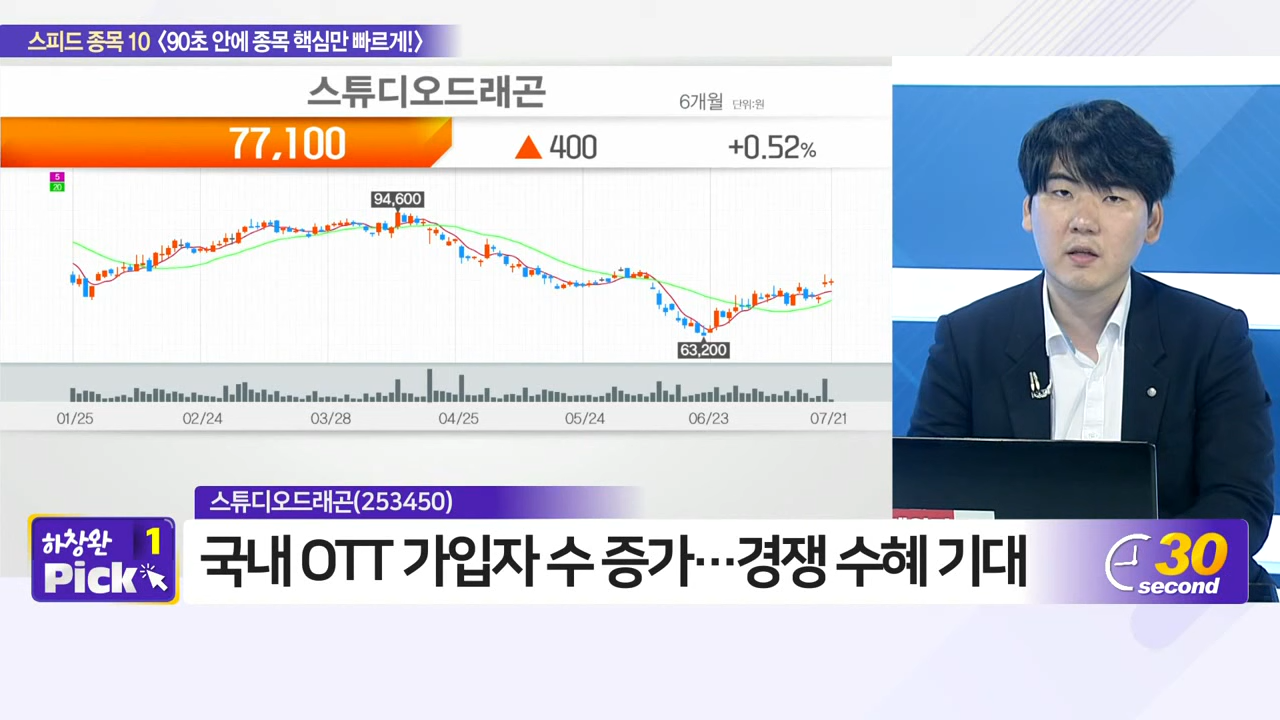 스피드 종목 10 〈90초 안에 종목 핵심만 빠르게!〉
스튜디오드래곤
6개월 단위:원
77,100 ▲ 400 +0.52%
5
20
94,600
63,200
01/25 02/24 03/28 04/25 05/24 06/23 07/21
스튜디오드래곤(253450)
하창완 1
Pick
국내 OTT 가입자 수 증가…경쟁 수혜 기대
30
second